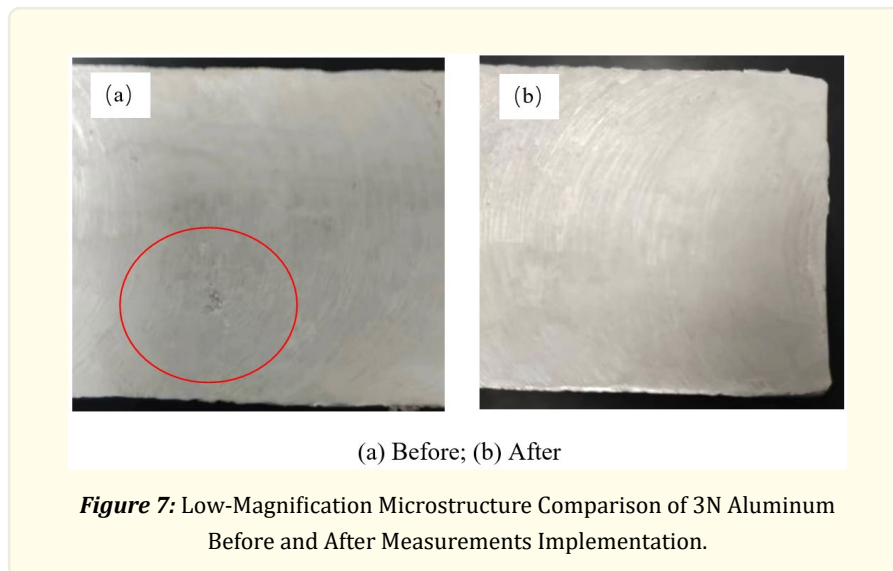 (a)
(b)
(a) Before; (b) After
Figure 7: Low-Magnification Microstructure Comparison of 3N Aluminum
Before and After Measurements Implementation.